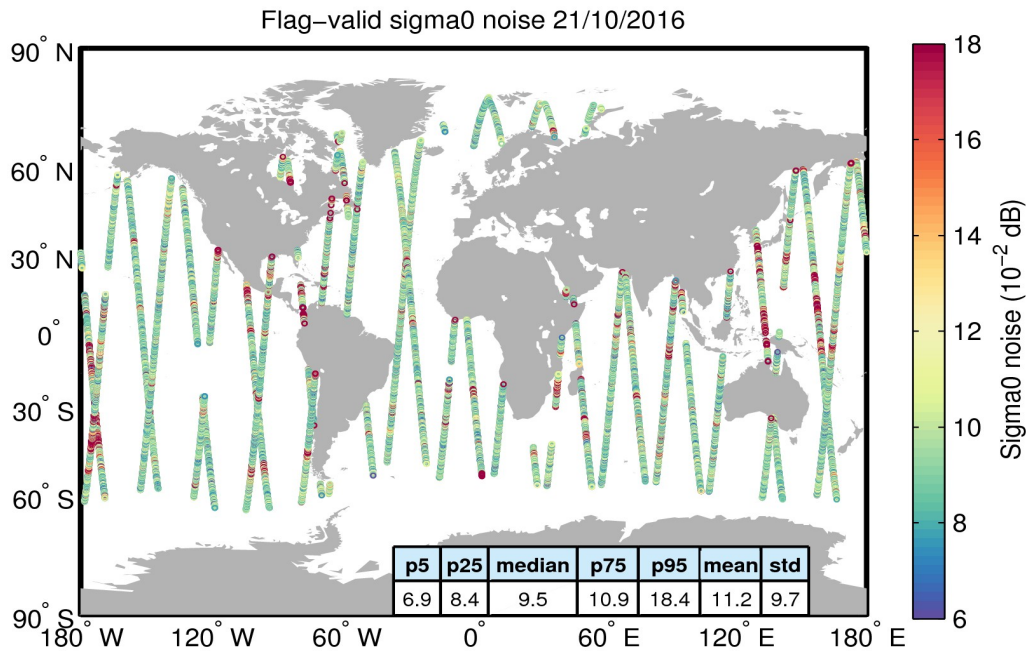 Flag−valid sigma0 noise 21/10/2016
90° N
60° N
30° N
0°
30° S
60° S
90° S
180° W
120° W
60° W
0°
60° E
120° E
180° E
p5 p25 median p75 p95 mean std
6.9 8.4 9.5 10.9 18.4 11.2 9.7
18
16
14
12
10
8
6
Sigma0 noise (10⁻² dB)